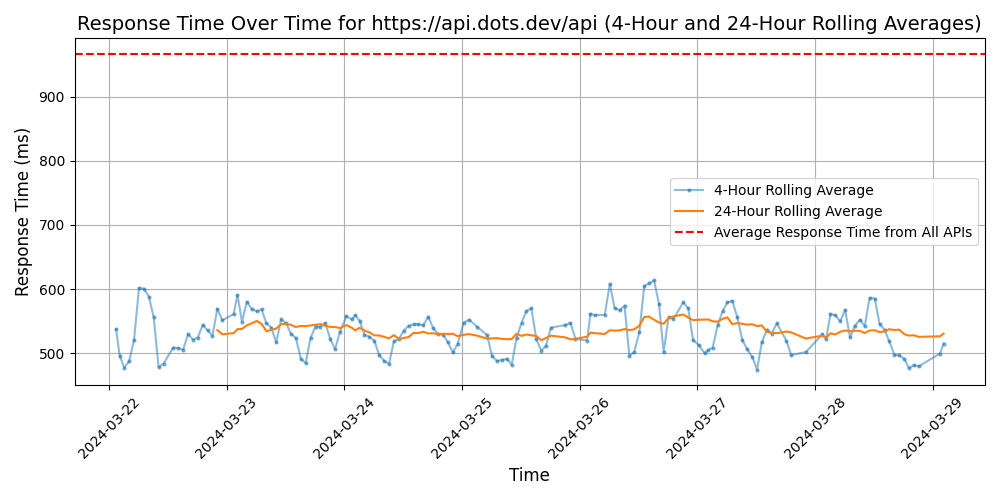 Response Time Over Time for https://api.dots.dev/api (4-Hour and 24-Hour Rolling Averages)
Response Time (ms)
900
800
700
600
500
4-Hour Rolling Average
24-Hour Rolling Average
Average Response Time from All APIs
2024-03-22
2024-03-23
2024-03-24
2024-03-25
2024-03-26
2024-03-27
2024-03-28
2024-03-29
Time